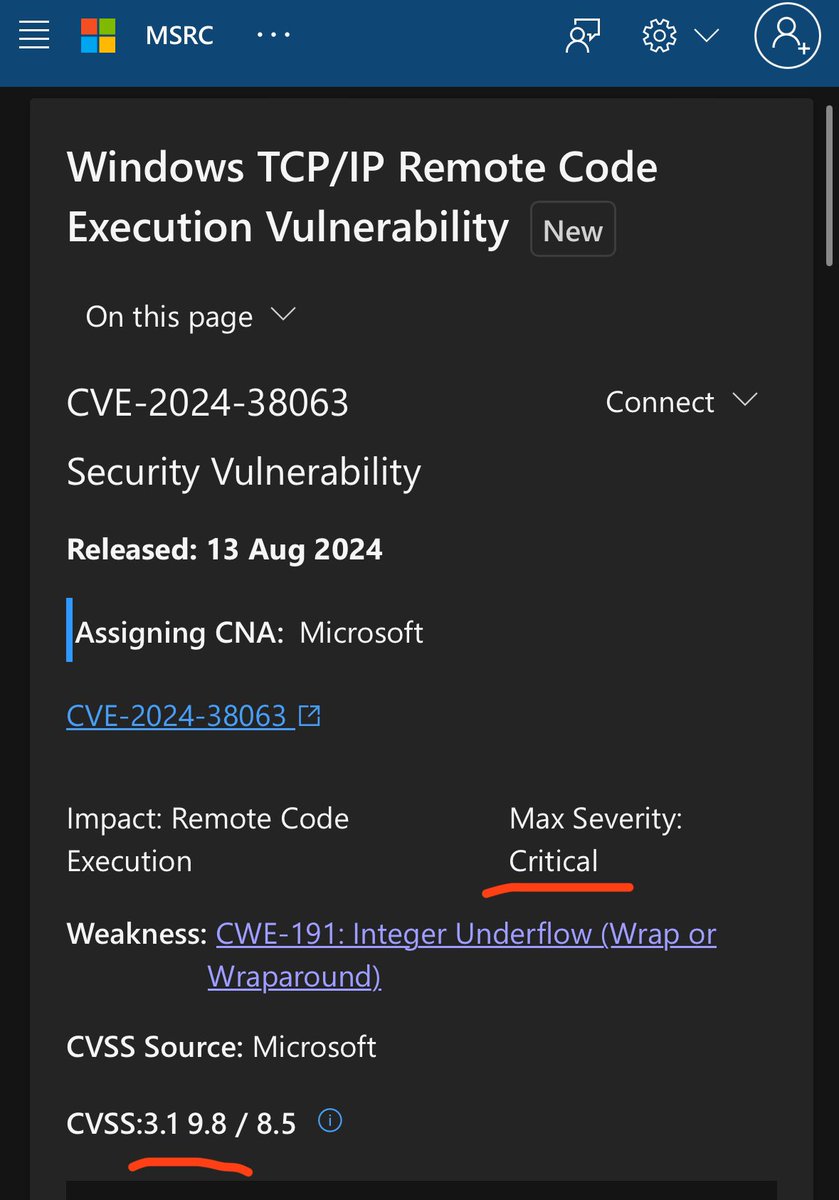 MSRC ...
Windows TCP/IP Remote Code
Execution Vulnerability New
On this page
CVE-2024-38063 Connect
Security Vulnerability
Released: 13 Aug 2024
Assigning CNA: Microsoft
CVE-2024-38063
Impact: Remote Code Max Severity:
Execution Critical
Weakness: CWE-191: Integer Underflow (Wrap or
Wraparound)
CVSS Source: Microsoft
CVSS:3.1 9.8 / 8.5